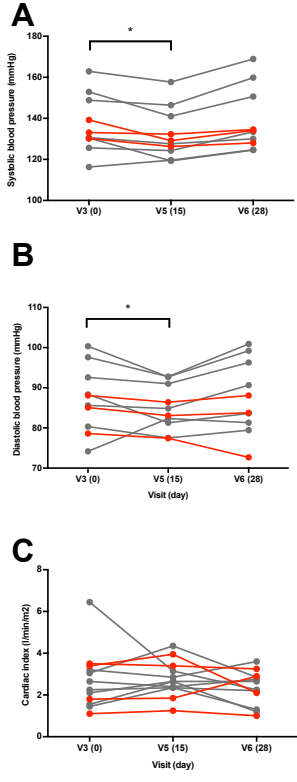 A
*
Systolic blood pressure (mmHg)
180
160
140
120
100
V3 (0) V5 (15) V6 (28)
B
*
Diastolic blood pressure (mmHg)
110
100
90
80
70
V3 (0) V5 (15) V6 (28)
Visit (day)
C
Cardiac index (l/min/m2)
8
6
4
2
0
V3 (0) V5 (15) V6 (28)
Visit (day)